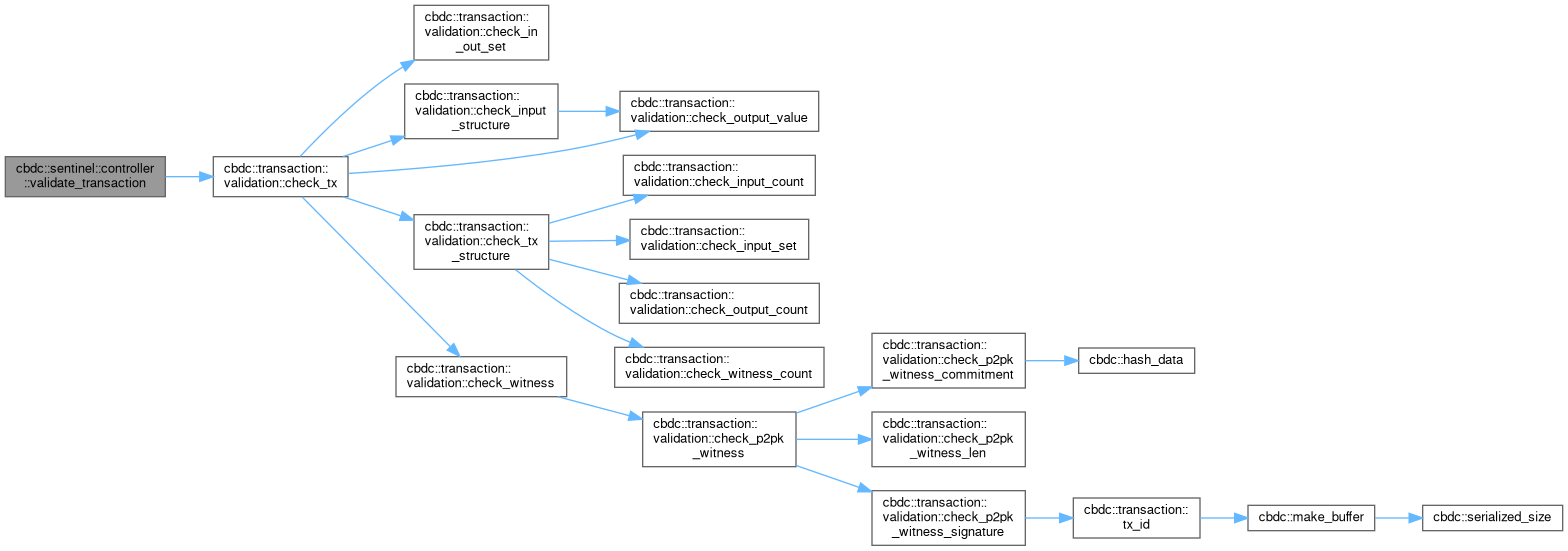 cbdc::sentinel::controller
::validate_transaction
cbdc::transaction::
validation::check_tx
cbdc::transaction::
validation::check_in
_out_set
cbdc::transaction::
validation::check_input
_structure
cbdc::transaction::
validation::check_output_value
cbdc::transaction::
validation::check_tx
_structure
cbdc::transaction::
validation::check_input_count
cbdc::transaction::
validation::check_input_set
cbdc::transaction::
validation::check_output_count
cbdc::transaction::
validation::check_witness_count
cbdc::transaction::
validation::check_witness
cbdc::transaction::
validation::check_p2pk
_witness
cbdc::transaction::
validation::check_p2pk
_witness_commitment
cbdc::hash_data
cbdc::transaction::
validation::check_p2pk
_witness_len
cbdc::transaction::
validation::check_p2pk
_witness_signature
cbdc::transaction::
tx_id
cbdc::make_buffer
cbdc::serialized_size